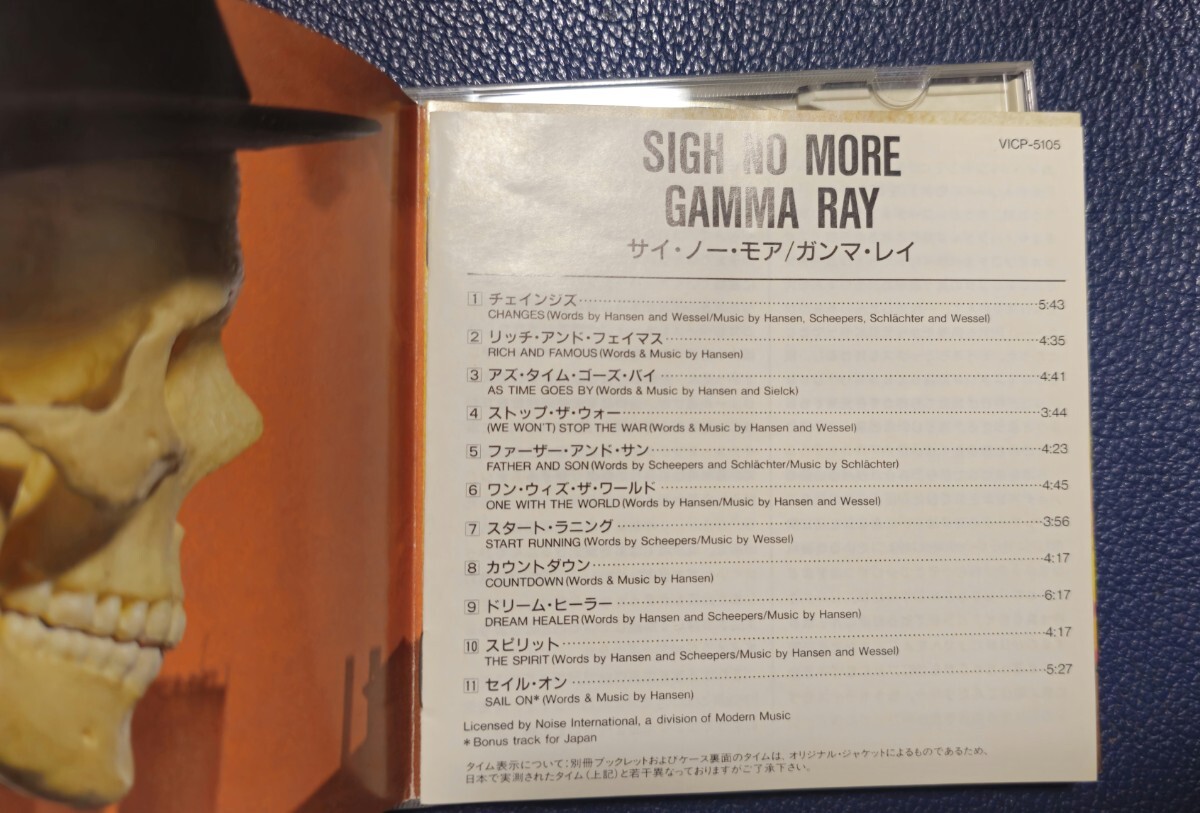 VICP-5105
SIGH NO MORE
GAMMA RAY
サイ・ノー・モア/ガンマ・レイ
1 チェインジズ 5:43
CHANGES (Words by Hansen and Wessel/Music by Hansen, Scheepers, Schlächter and Wessel)
2 リッチ・アンド・フェイマス 4:35
RICH AND FAMOUS (Words & Music by Hansen)
3 アズ・タイム・ゴーズ・バイ 4:41
AS TIME GOES BY (Words & Music by Hansen and Sielck)
4 ストップ・ザ・ウォー 3:44
(WE WON'T) STOP THE WAR (Words & Music by Hansen and Wessel)
5 ファーザー・アンド・サン 4:23
FATHER AND SON (Words by Scheepers and Schlächter/Music by Schlächter)
6 ワン・ウィズ・ザ・ワールド 4:45
ONE WITH THE WORLD (Words by Hansen/Music by Hansen and Wessel)
7 スタート・ラニング 3:56
START RUNNING (Words by Scheepers/Music by Wessel)
8 カウントダウン 4:17
COUNTDOWN (Words & Music by Hansen)
9 ドリーム・ヒーラー 6:17
DREAM HEALER (Words by Hansen and Scheepers/Music by Hansen)
10 スピリット 4:17
THE SPIRIT (Words by Hansen and Scheepers/Music by Hansen and Wessel)
11 セイル・オン 5:27
SAIL ON* (Words & Music by Hansen)
Licensed by Noise International, a division of Modern Music
* Bonus track for Japan
タイム表示について:別冊ブックレットおよびケース裏面のタイムは、オリジナル・ジャケットによるものであるため、
日本で実測されたタイム(上記)と若干異なっておりますがご了承下さい。